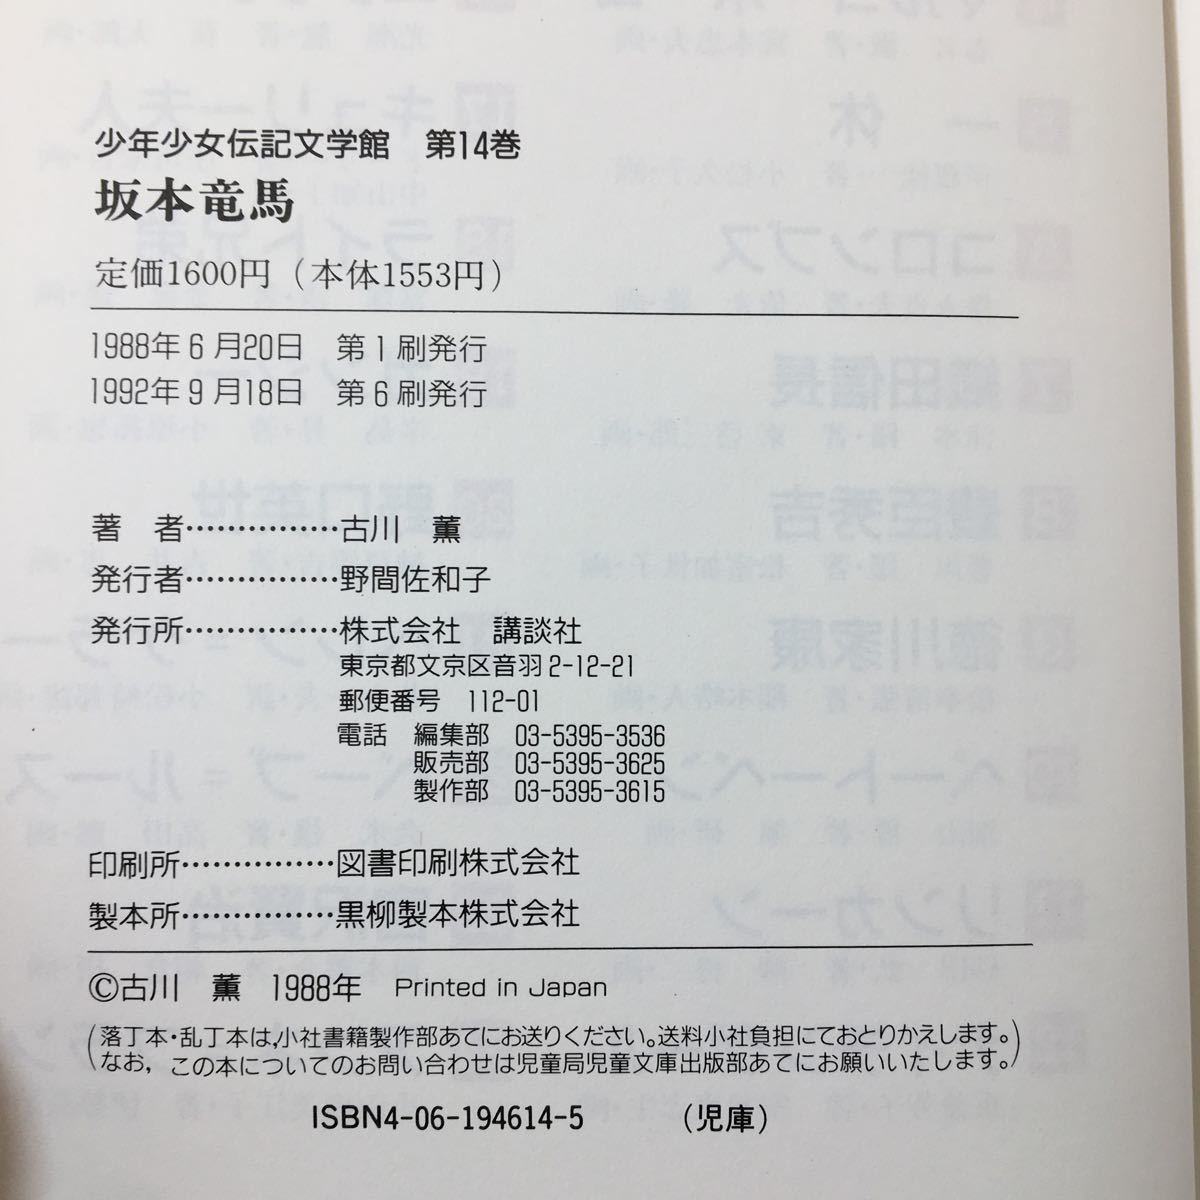 少年少女伝記文学館　第14巻
坂本竜馬
定価1600円（本体1553円）
1988年6月20日　第1刷発行
1992年9月18日　第6刷発行
著　者……………古川　薫
発行者……………野間佐和子
発行所……………株式会社　講談社
東京都文京区音羽2-12-21
郵便番号　112-01
電話　編集部　03-5395-3536
販売部　03-5395-3625
製作部　03-5395-3615
印刷所……………図書印刷株式会社
製本所……………黒柳製本株式会社
©古川　薫　1988年　Printed in Japan
（落丁本・乱丁本は，小社書籍製作部あてにお送りください。送料小社負担にておとりかえします。
なお，この本についてのお問い合わせは児童局児童文庫出版部あてにお願いいたします。）
ISBN4-06-194614-5　（児庫）